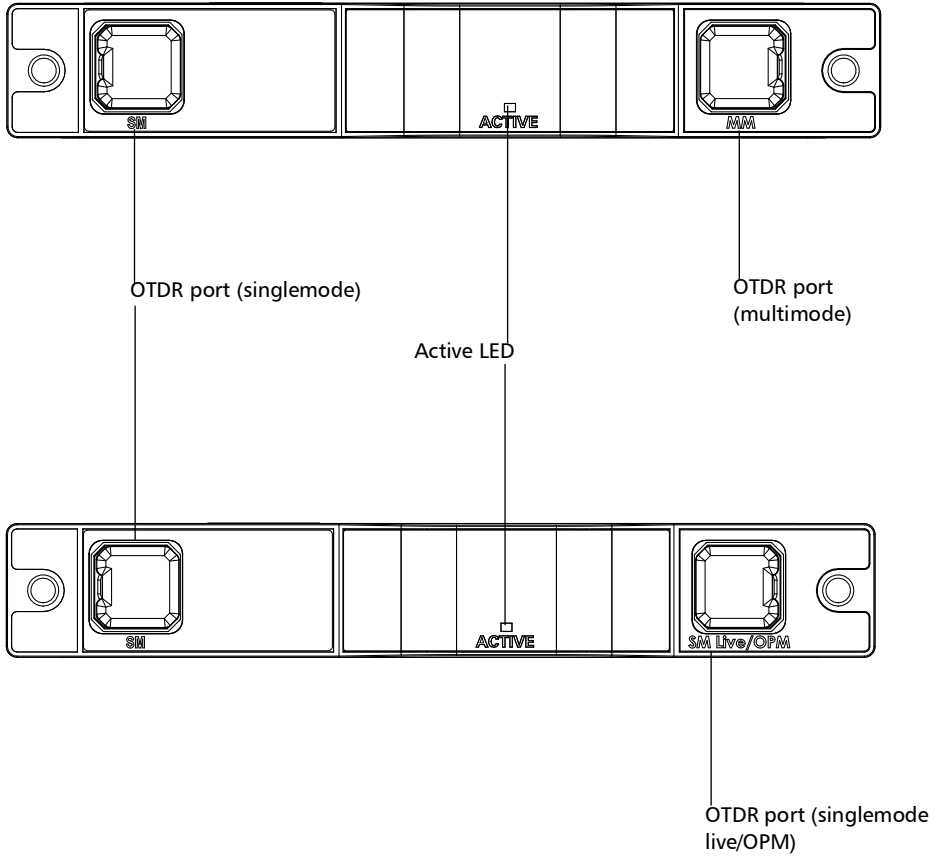 SM
ACTIVE
MM
OTDR port (singlemode)
OTDR port
(multimode)
Active LED
SM
ACTIVE
SM Live/OPM
OTDR port (singlemode
live/OPM)